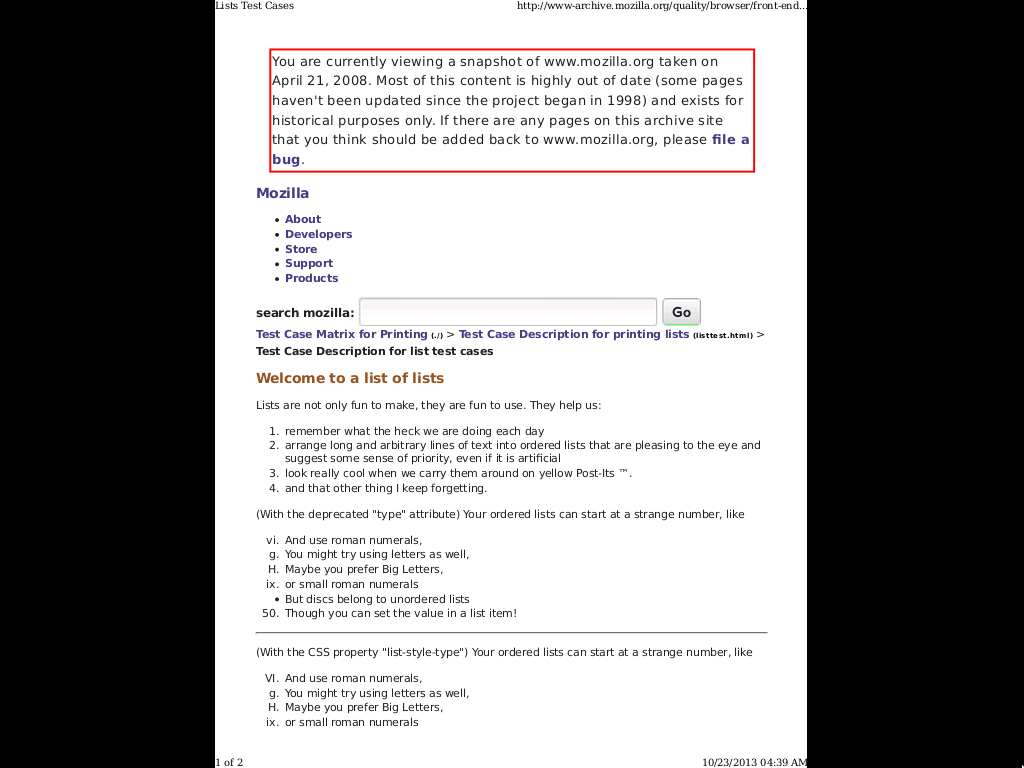 Lists Test Cases http://www-archive.mozilla.org/quality/browser/front-end...
You are currently viewing a snapshot of www.mozilla.org taken on
April 21, 2008. Most of this content is highly out of date (some pages
haven't been updated since the project began in 1998) and exists for
historical purposes only. If there are any pages on this archive site
that you think should be added back to www.mozilla.org, please file a
bug.
Mozilla
• About
• Developers
• Store
• Support
• Products
search mozilla: Go
Test Case Matrix for Printing (./) > Test Case Description for printing lists (listtest.html) >
Test Case Description for list test cases
Welcome to a list of lists
Lists are not only fun to make, they are fun to use. They help us:
1. remember what the heck we are doing each day
2. arrange long and arbitrary lines of text into ordered lists that are pleasing to the eye and
suggest some sense of priority, even if it is artificial
3. look really cool when we carry them around on yellow Post-Its ™.
4. and that other thing I keep forgetting.
(With the deprecated "type" attribute) Your ordered lists can start at a strange number, like
vi. And use roman numerals,
g. You might try using letters as well,
H. Maybe you prefer Big Letters,
ix. or small roman numerals
• But discs belong to unordered lists
50. Though you can set the value in a list item!
(With the CSS property "list-style-type") Your ordered lists can start at a strange number, like
VI. And use roman numerals,
g. You might try using letters as well,
H. Maybe you prefer Big Letters,
ix. or small roman numerals
1 of 2 10/23/2013 04:39 AM